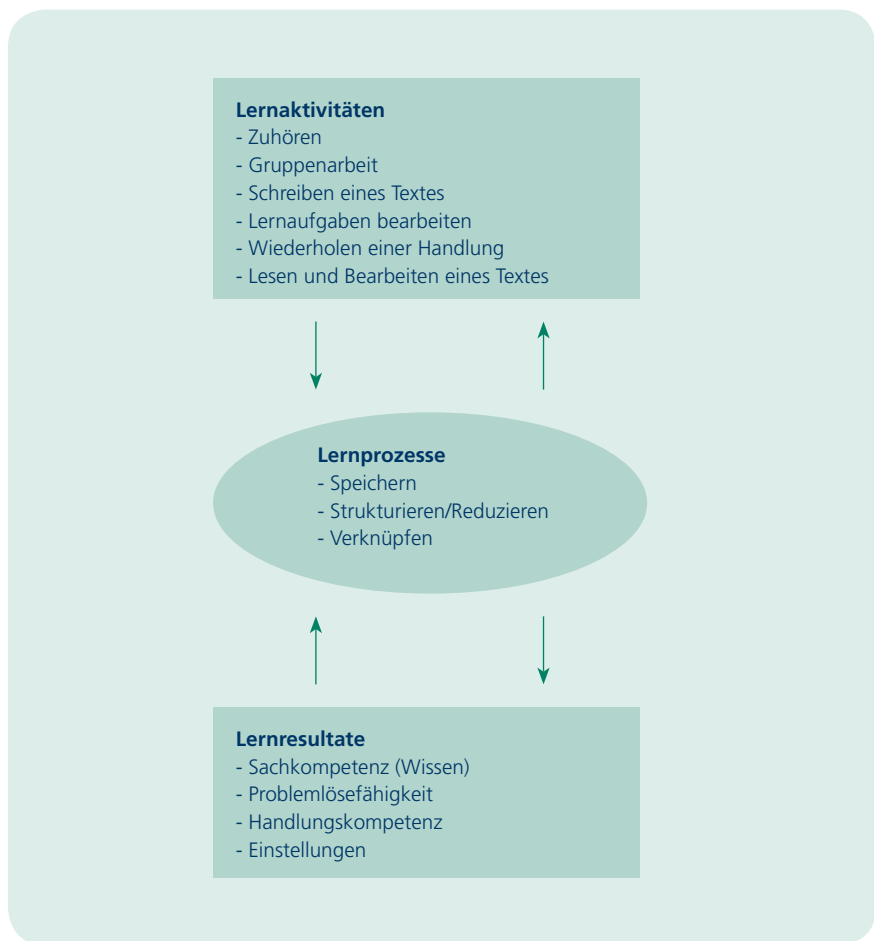 Lernaktivitäten
- Zuhören
- Gruppenarbeit
- Schreiben eines Textes
- Lernaufgaben bearbeiten
- Wiederholen einer Handlung
- Lesen und Bearbeiten eines Textes
Lernprozesse
- Speichern
- Strukturieren/Reduzieren
- Verknüpfen
Lernresultate
- Sachkompetenz (Wissen)
- Problemlösefähigkeit
- Handlungskompetenz
- Einstellungen